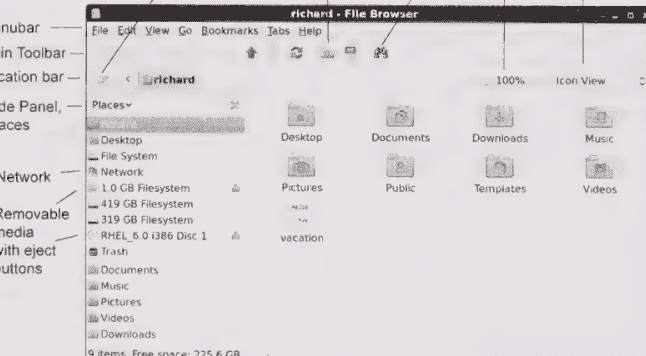 richard - File Browser
File Edit View Go Bookmarks Tabs Help
enubar
in Toolbar
cation bar
richard
100%
Icon View
de Panel,
aces
Places
Desktop
File System
Network
1.0 GB Filesystem
419 GB Filesystem
319 GB Filesystem
RHEL_6.0 i386 Disc 1
Trash
Documents
Music
Pictures
Videos
Downloads
Network
Removable
media
with eject
buttons
Desktop
Documents
Downloads
Music
Pictures
Public
Templates
Videos
vacation
9 items, Free space: 225.6 GB